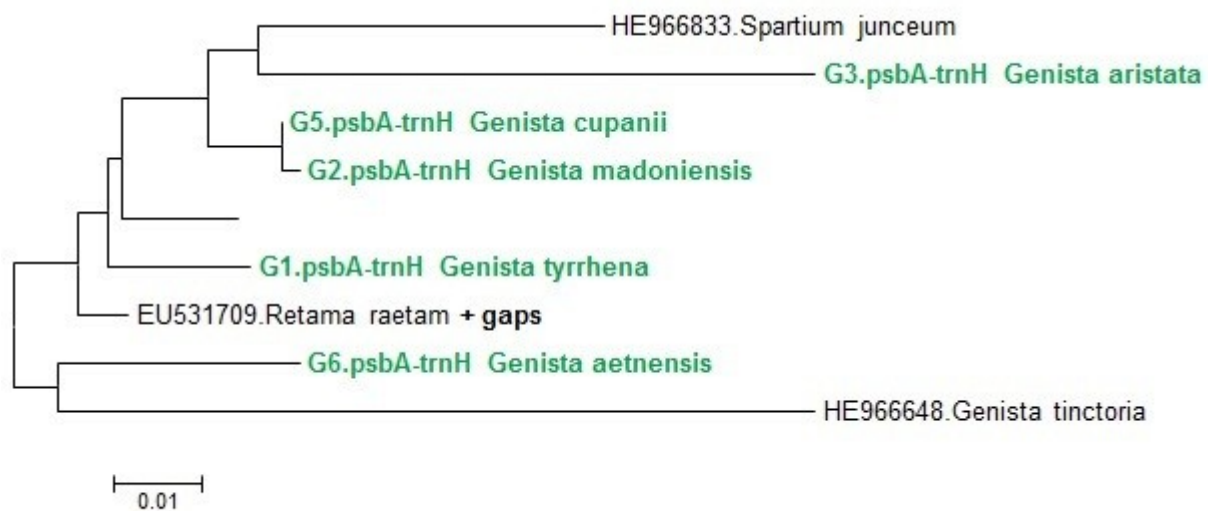 HE966833.Spartium junceum
G3.psbA-trnH Genista aristata
G5.psbA-trnH Genista cupanii
G2.psbA-trnH Genista madoniensis
G1.psbA-trnH Genista tyrrhena
EU531709.Retama raetam + gaps
G6.psbA-trnH Genista aetnensis
HE966648.Genista tinctoria
0.01